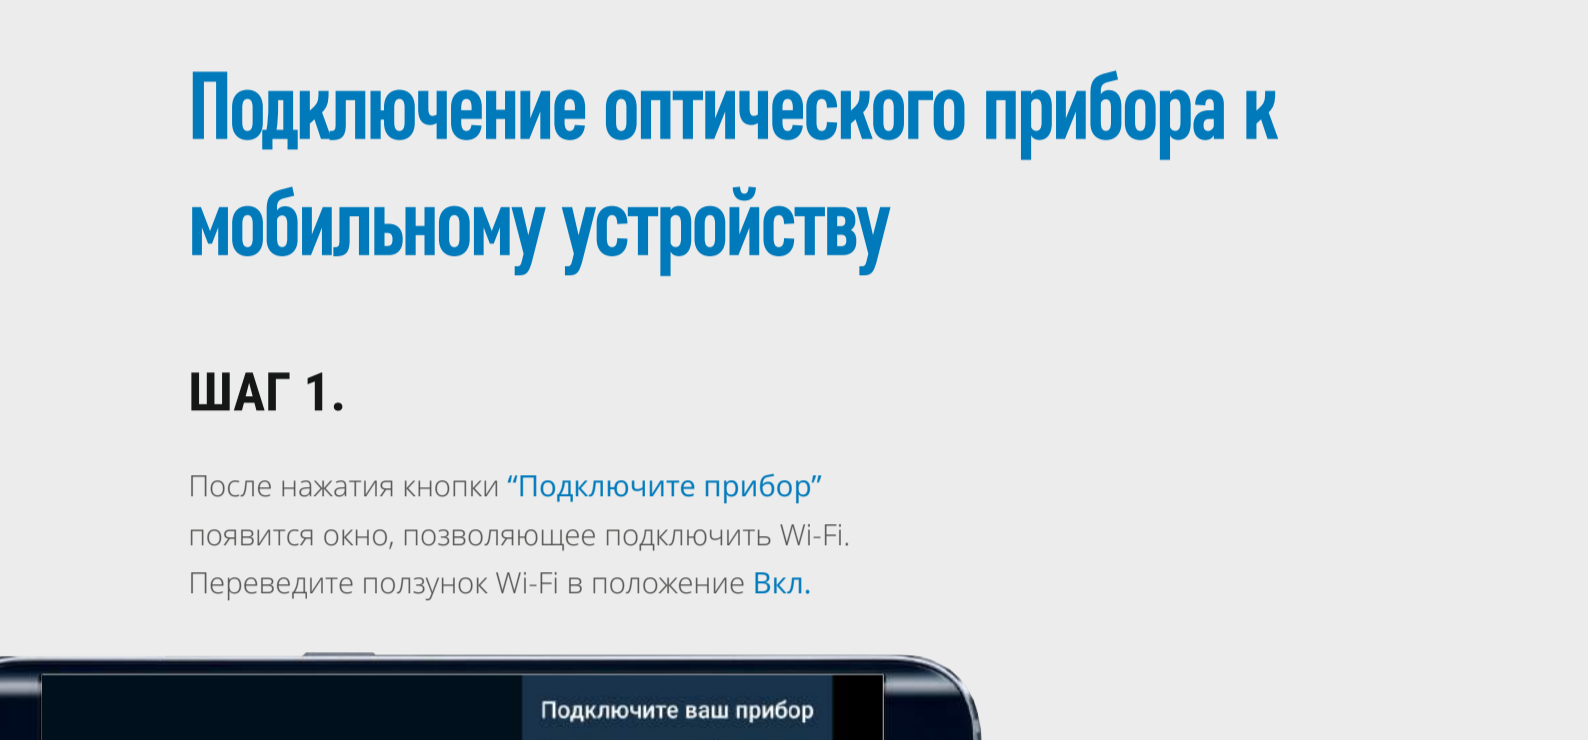 Подключение оптического прибора к
мобильному устройству
ШАГ 1.
После нажатия кнопки “Подключите прибор”
появится окно, позволяющее подключить Wi-Fi.
Переведите ползунок Wi-Fi в положение Вкл.
Подключите ваш прибор